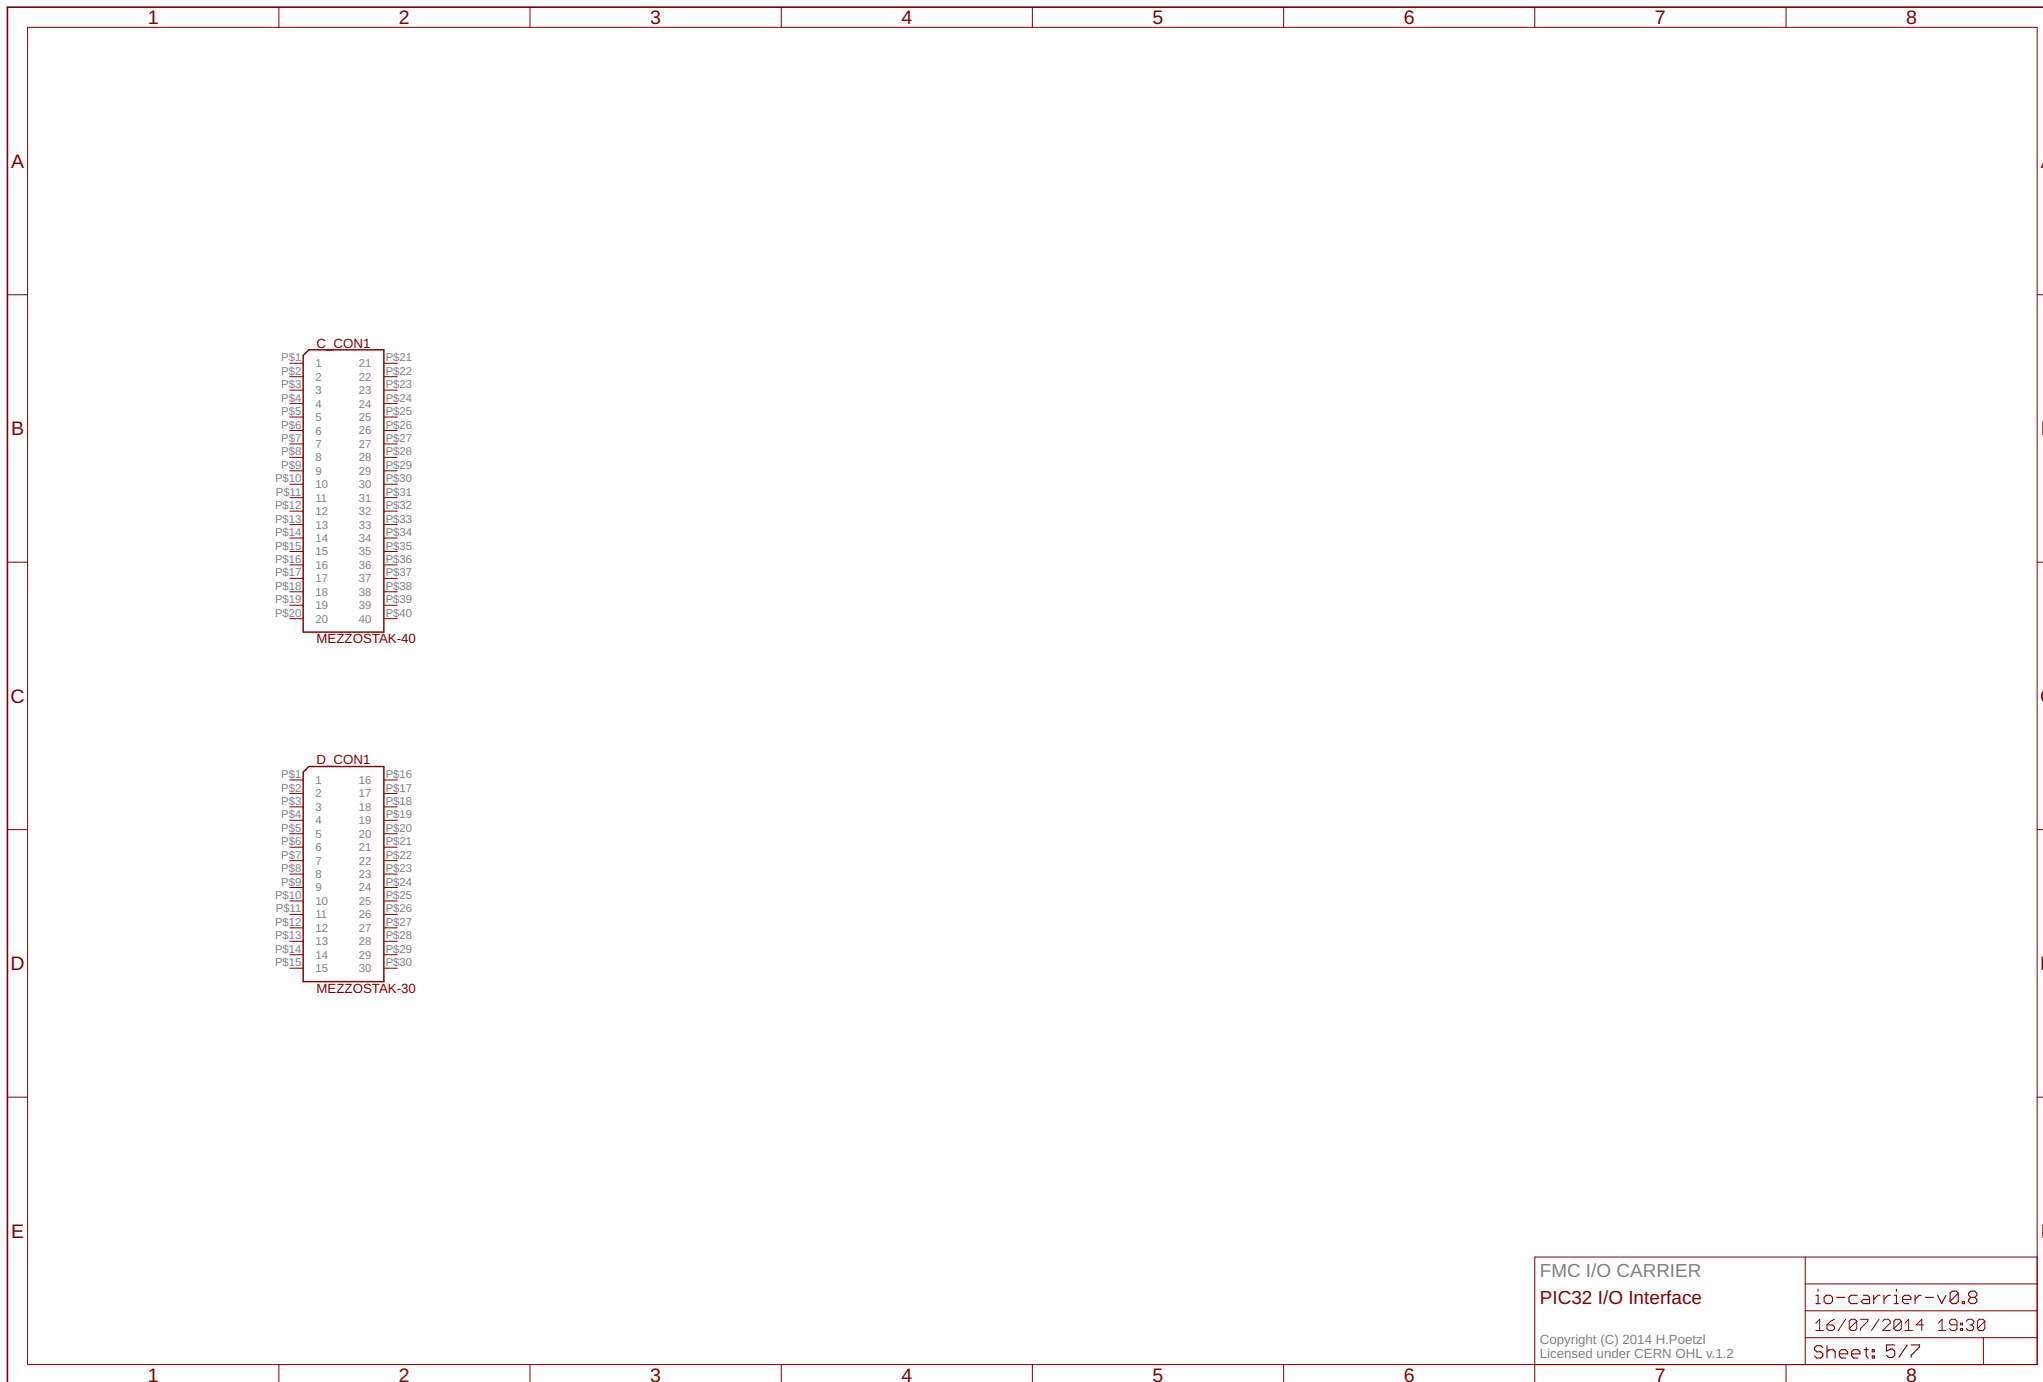 1 2 3 4 5 6 7 8
A
B
C_CON1
P$1 1 21 P$21
P$2 2 22 P$22
P$3 3 23 P$23
P$4 4 24 P$24
P$5 5 25 P$25
P$6 6 26 P$26
P$7 7 27 P$27
P$8 8 28 P$28
P$9 9 29 P$29
P$10 10 30 P$30
P$11 11 31 P$31
P$12 12 32 P$32
P$13 13 33 P$33
P$14 14 34 P$34
P$15 15 35 P$35
P$16 16 36 P$36
P$17 17 37 P$37
P$18 18 38 P$38
P$19 19 39 P$39
P$20 20 40 P$40
MEZZOSTAK-40
C
D_CON1
P$1 1 16 P$16
P$2 2 17 P$17
P$3 3 18 P$18
P$4 4 19 P$19
P$5 5 20 P$20
P$6 6 21 P$21
P$7 7 22 P$22
P$8 8 23 P$23
P$9 9 24 P$24
P$10 10 25 P$25
P$11 11 26 P$26
P$12 12 27 P$27
P$13 13 28 P$28
P$14 14 29 P$29
P$15 15 30 P$30
MEZZOSTAK-30
D
E
FMC I/O CARRIER
PIC32 I/O Interface
Copyright (C) 2014 H.Poetzl
Licensed under CERN OHL v.1.2
io-carrier-v0.8
16/07/2014 19:30
Sheet: 5/7
1 2 3 4 5 6 7 8